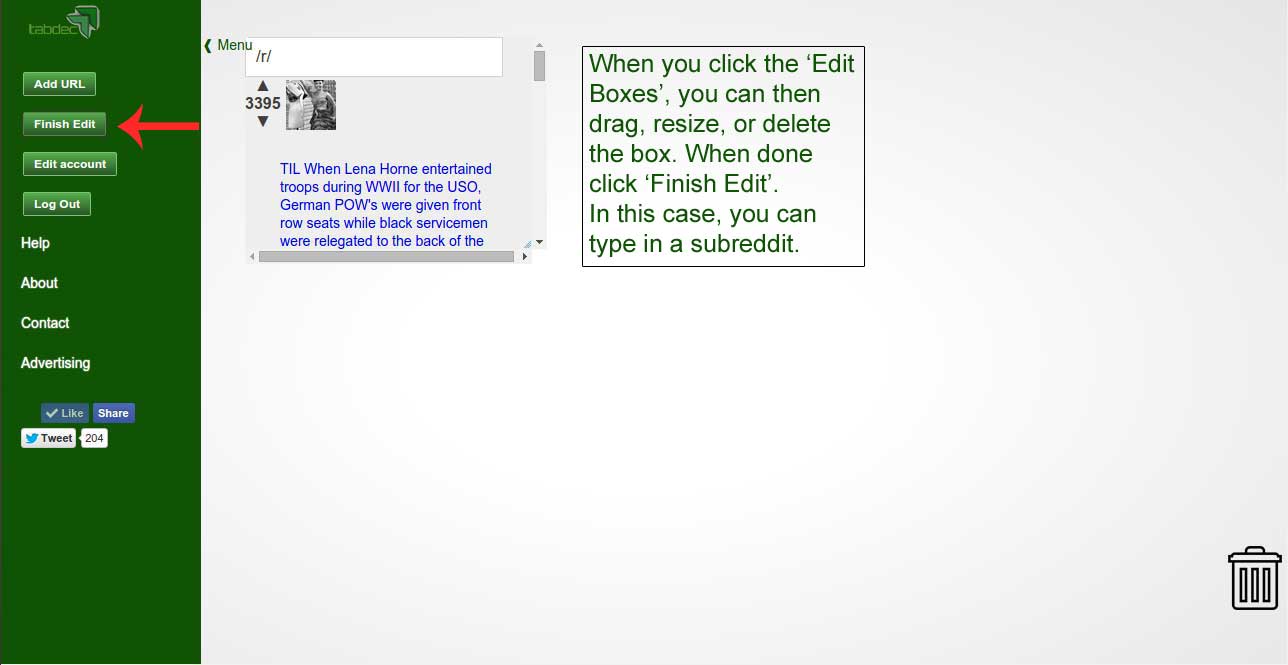 tabdec
Add URL
Finish Edit
Edit account
Log Out
Help
About
Contact
Advertising
Like Share
Tweet 204
❮ Menu
/r/
3395
TIL When Lena Horne entertained
troops during WWII for the USO,
German POW's were given front
row seats while black servicemen
were relegated to the back of the
When you click the ‘Edit
Boxes’, you can then
drag, resize, or delete
the box. When done
click ‘Finish Edit’.
In this case, you can
type in a subreddit.